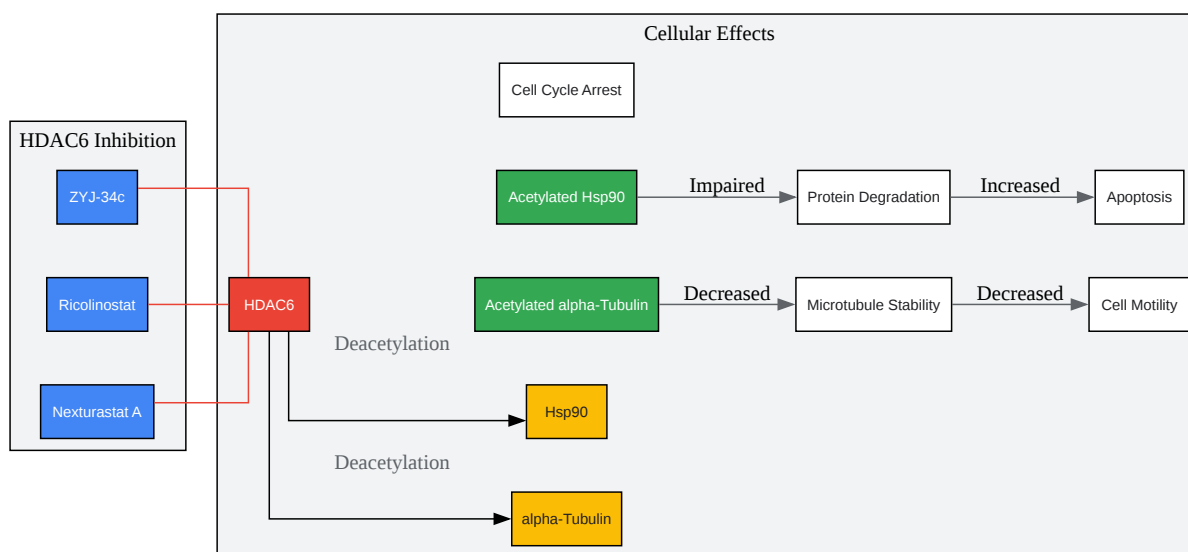 Cellular Effects
Cell Cycle Arrest
HDAC6 Inhibition
ZYJ-34c
Acetylated Hsp90
Impaired
Protein Degradation
Increased
Apoptosis
Ricolinostat
HDAC6
Acetylated alpha-Tubulin
Decreased
Microtubule Stability
Decreased
Cell Motility
Deacetylation
Nexturastat A
Hsp90
Deacetylation
alpha-Tubulin